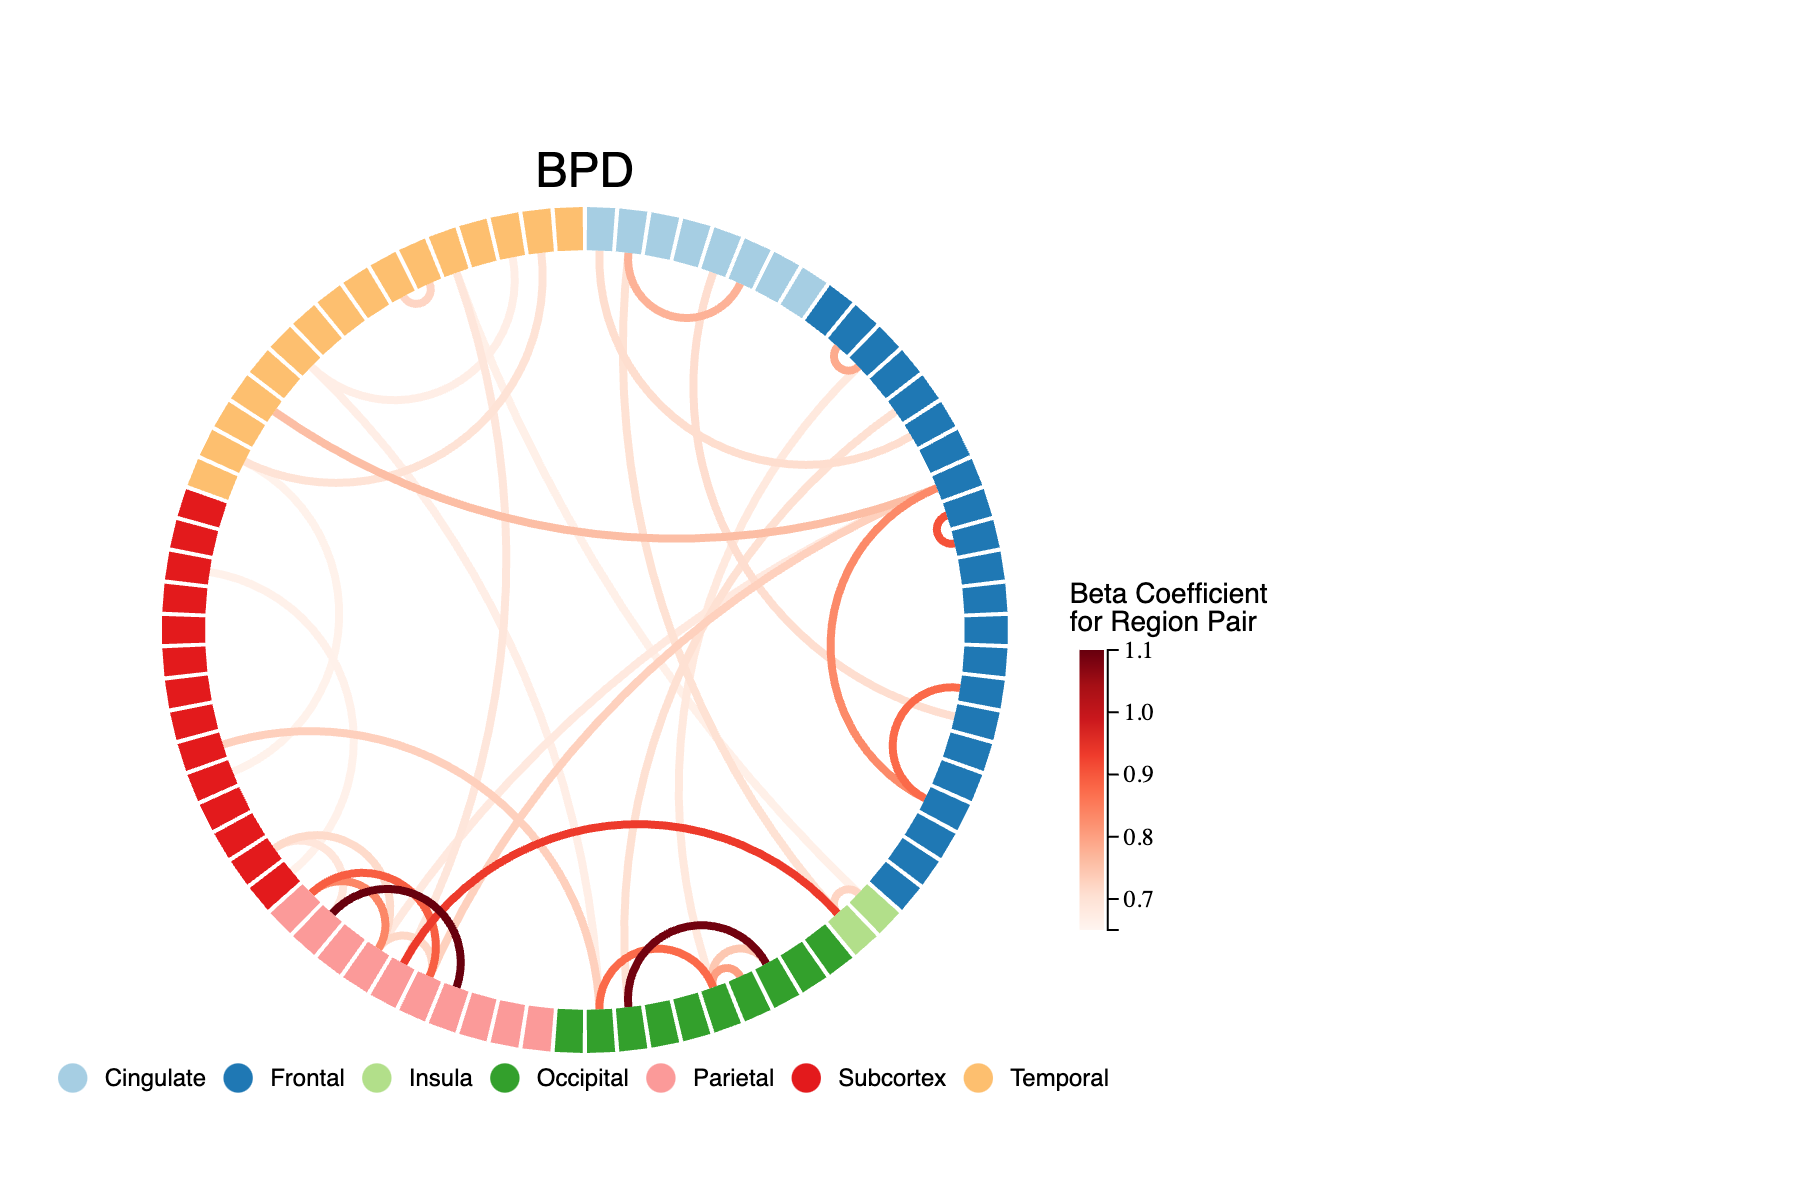 BPD
Beta Coefficient
for Region Pair
1.1
1.0
0.9
0.8
0.7
Cingulate Frontal Insula Occipital Parietal Subcortex Temporal